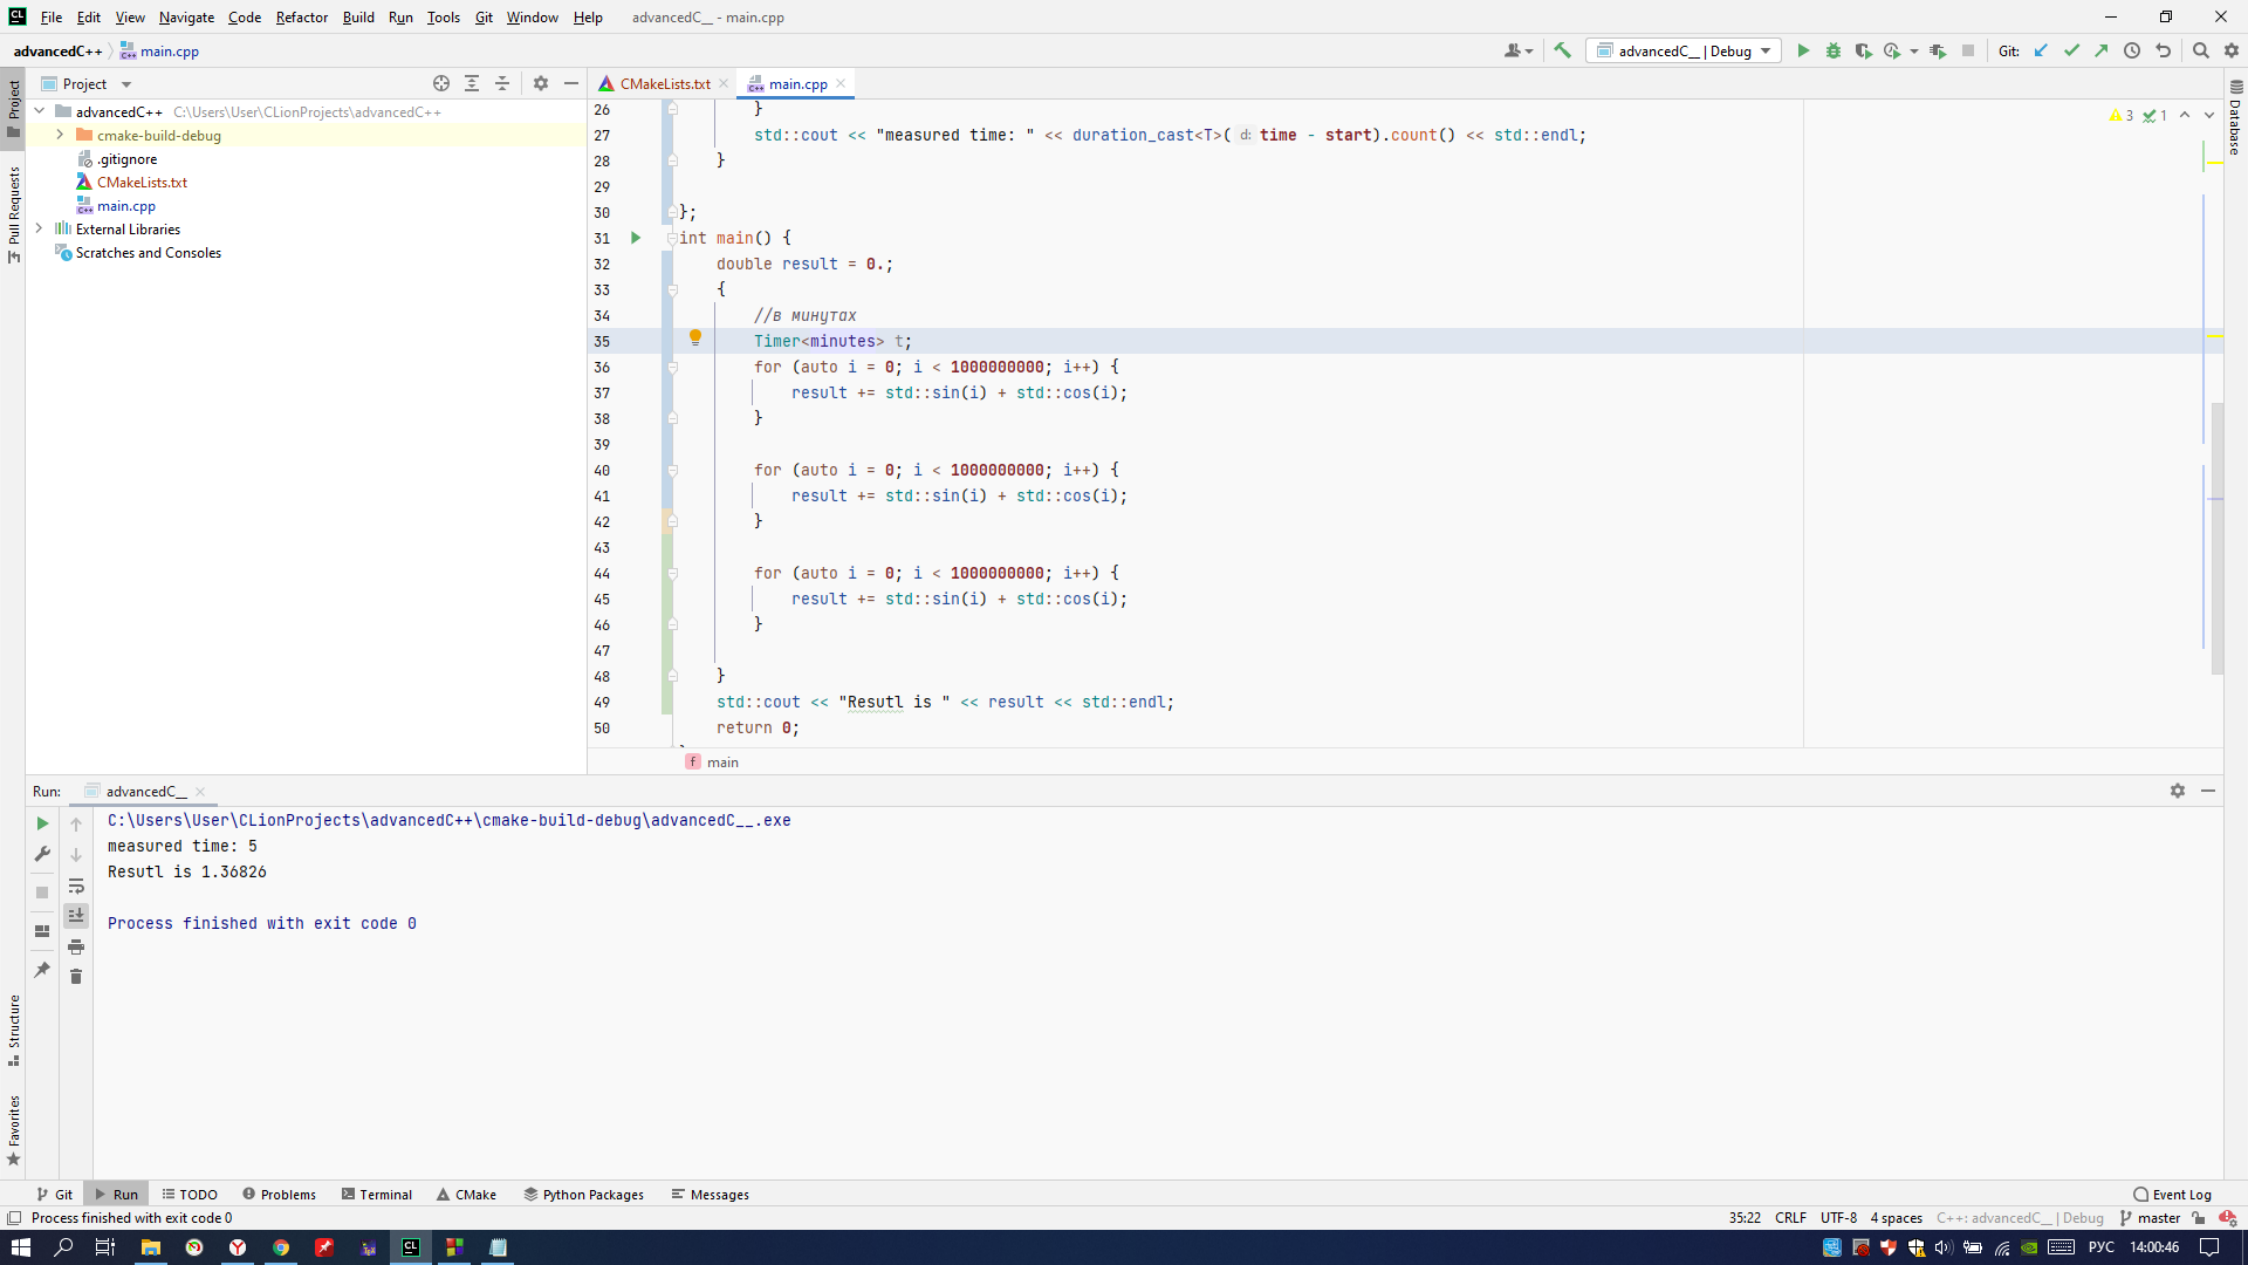 File Edit View Navigate Code Refactor Build Run Tools Git Window Help advancedC__ - main.cpp
advancedC++ main.cpp advancedC__ | Debug Git:
Project CMakeLists.txt main.cpp
Project
Pull Requests
Structure
Favorites
Database
advancedC++ C:\Users\User\CLionProjects\advancedC++
cmake-build-debug
.gitignore
CMakeLists.txt
main.cpp
External Libraries
Scratches and Consoles
3 1
26 }
27 std::cout << "measured time: " << duration_cast<T>( d: time - start).count() << std::endl;
28 }
29
30 };
31 int main() {
32 double result = 0.;
33 {
34 //в минутах
35 Timer<minutes> t;
36 for (auto i = 0; i < 1000000000; i++) {
37 result += std::sin(i) + std::cos(i);
38 }
39
40 for (auto i = 0; i < 1000000000; i++) {
41 result += std::sin(i) + std::cos(i);
42 }
43
44 for (auto i = 0; i < 1000000000; i++) {
45 result += std::sin(i) + std::cos(i);
46 }
47
48 }
49 std::cout << "Resutl is " << result << std::endl;
50 return 0;
f main
Run: advancedC__
C:\Users\User\CLionProjects\advancedC++\cmake-build-debug\advancedC__.exe
measured time: 5
Resutl is 1.36826
Process finished with exit code 0
Git Run TODO Problems Terminal CMake Python Packages Messages Event Log
Process finished with exit code 0 35:22 CRLF UTF-8 4 spaces C++: advancedC__ | Debug master
РУС 14:00:46